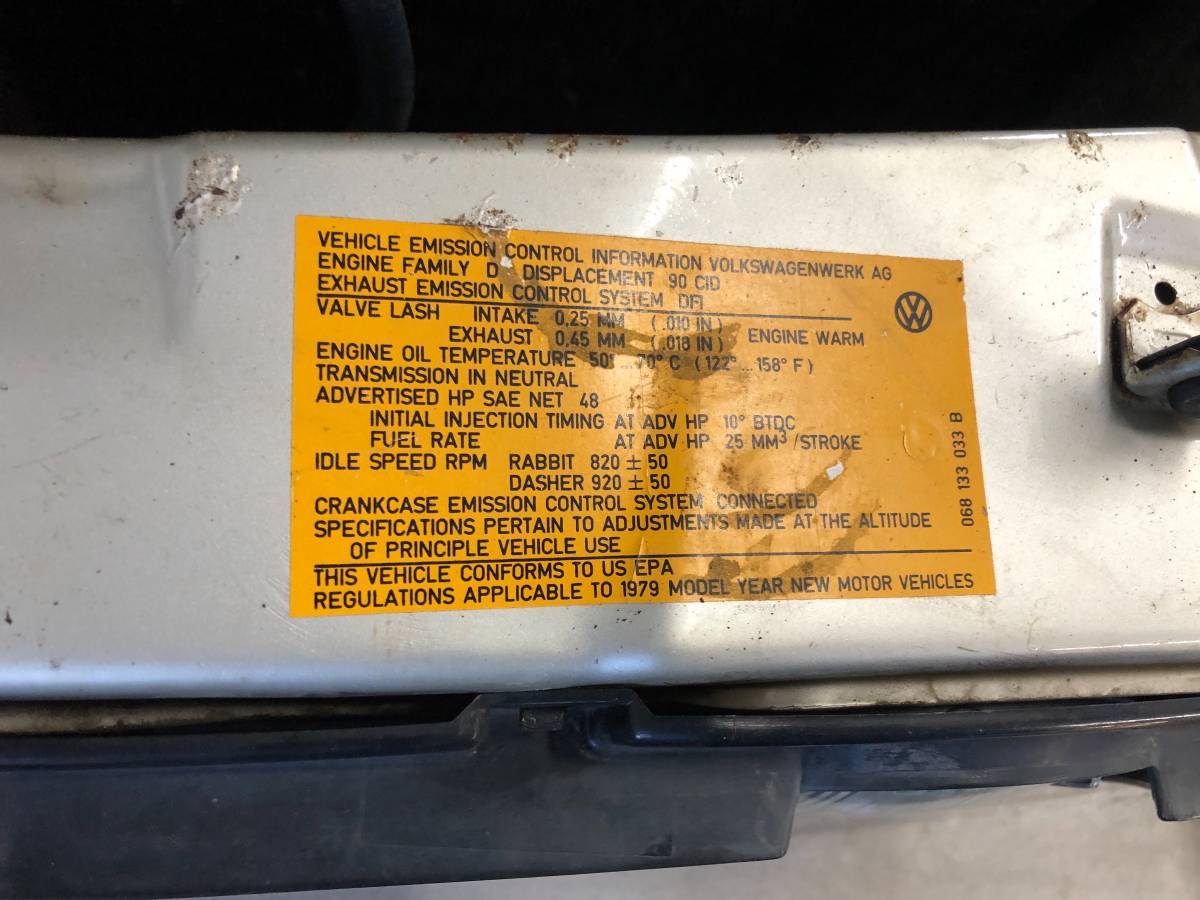 VEHICLE EMISSION CONTROL INFORMATION VOLKSWAGENWERK AG
ENGINE FAMILY D DISPLACEMENT 90 CID
EXHAUST EMISSION CONTROL SYSTEM DFI
VALVE LASH INTAKE 0,25 MM (.010 IN)
EXHAUST 0,45 MM (.018 IN) ENGINE WARM
ENGINE OIL TEMPERATURE 50°...70° C (122°...158° F)
TRANSMISSION IN NEUTRAL
ADVERTISED HP SAE NET 48
INITIAL INJECTION TIMING AT ADV HP 10° BTDC
FUEL RATE AT ADV HP 25 MM³/STROKE
IDLE SPEED RPM RABBIT 820 ± 50
DASHER 920 ± 50
CRANKCASE EMISSION CONTROL SYSTEM CONNECTED
SPECIFICATIONS PERTAIN TO ADJUSTMENTS MADE AT THE ALTITUDE
OF PRINCIPLE VEHICLE USE
THIS VEHICLE CONFORMS TO US EPA
REGULATIONS APPLICABLE TO 1979 MODEL YEAR NEW MOTOR VEHICLES
VW
068 133 033 B